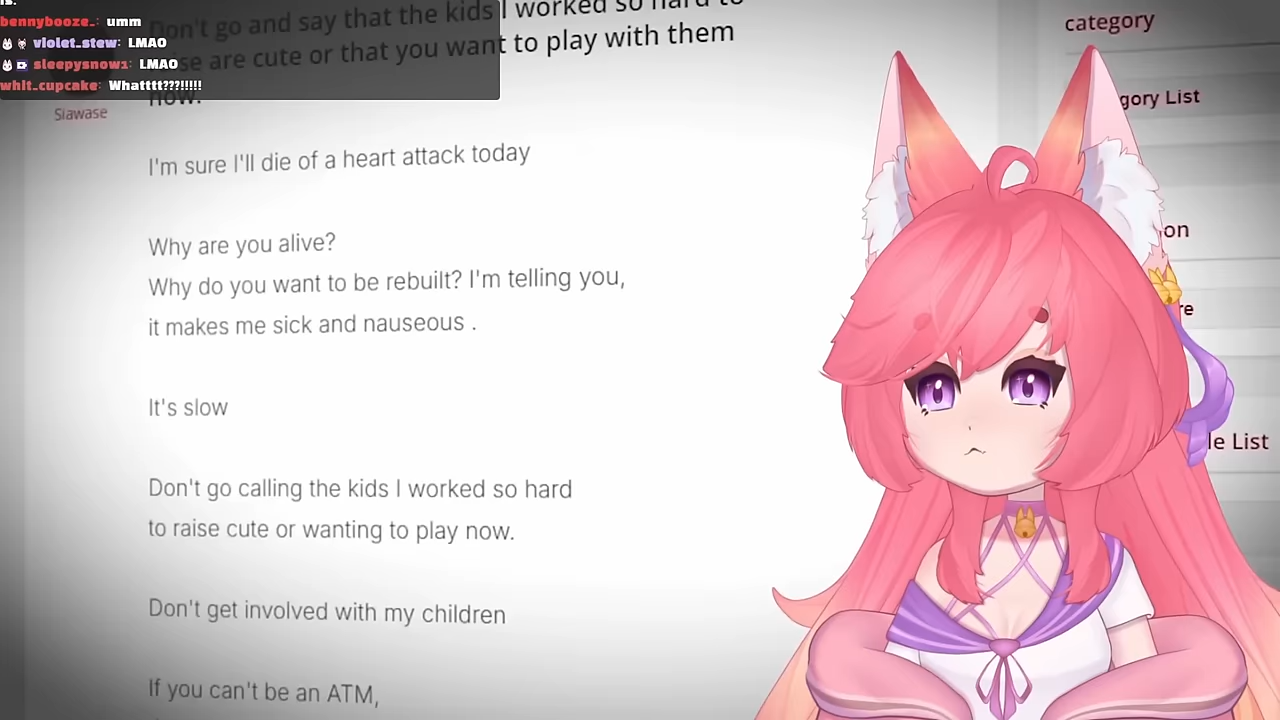 is.
bennybooze_: umm
violet_stew: LMAO
sleepysnow1: LMAO
whit_cupcake: Whatttt???!!!!!
Don't go and say that the kids I worked so hard to
are cute or that you want to play with them
now.
Siawase
I'm sure I'll die of a heart attack today
Why are you alive?
Why do you want to be rebuilt? I'm telling you,
it makes me sick and nauseous .
It's slow
Don't go calling the kids I worked so hard
to raise cute or wanting to play now.
Don't get involved with my children
If you can't be an ATM,
category
gory List
on
re
le List